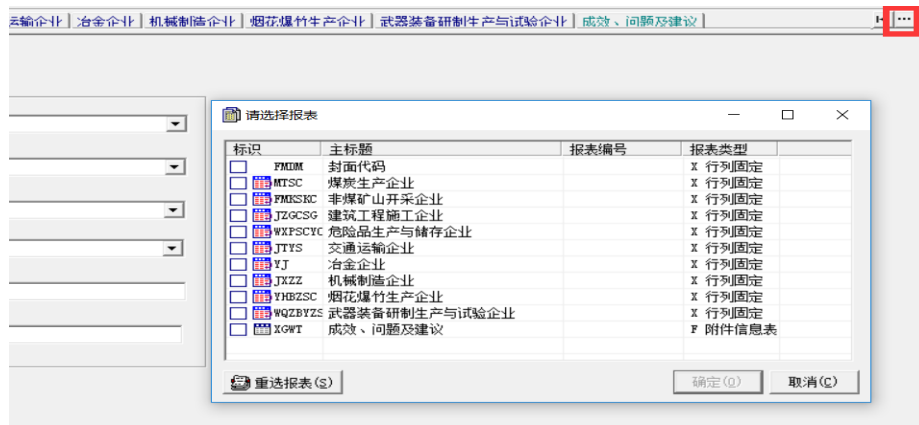 运输企业 冶金企业 机械制造企业 烟花爆竹生产企业 武器装备研制生产与试验企业 成效、问题及建议 ...
请选择报表
标识 主标题 报表编号 报表类型
FMDM 封面代码 X 行列固定
MTSC 煤炭生产企业 X 行列固定
FMKSKC 非煤矿山开采企业 X 行列固定
JZGCSG 建筑工程施工企业 X 行列固定
WXPSCYC 危险品生产与储存企业 X 行列固定
JTYS 交通运输企业 X 行列固定
YJ 冶金企业 X 行列固定
JXZZ 机械制造企业 X 行列固定
YHBZSC 烟花爆竹生产企业 X 行列固定
WQZBYZS 武器装备研制生产与试验企业 X 行列固定
XGWT 成效、问题及建议 F 附件信息表
重选报表(S) 确定(O) 取消(C)